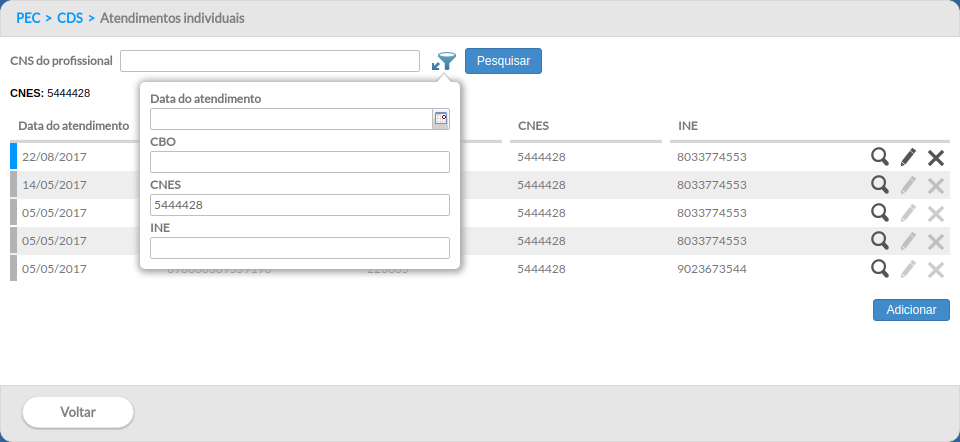 PEC > CDS > Atendimentos individuais
CNS do profissional Pesquisar
CNES: 5444428
Data do atendimento
CBO
CNES
5444428
INE
Data do atendimento CNES INE
22/08/2017 5444428 8033774553
14/05/2017 5444428 8033774553
05/05/2017 5444428 8033774553
05/05/2017 5444428 8033774553
05/05/2017 5444428 9023673544
Adicionar
Voltar